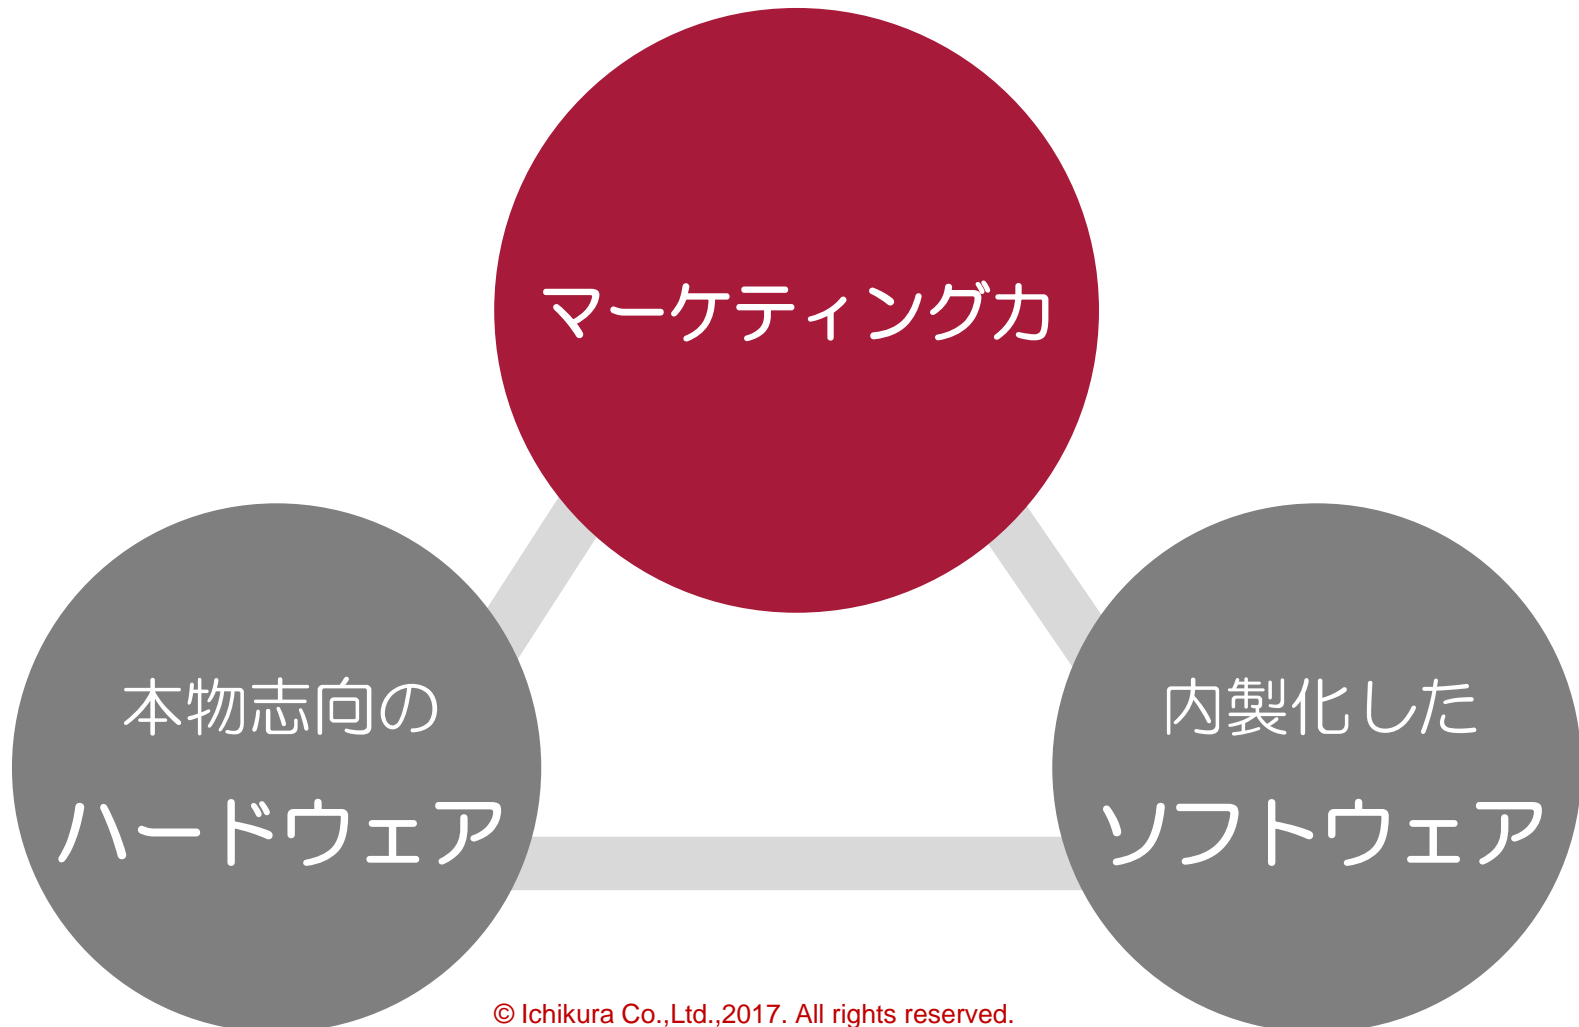 マーケティング力
本物志向の
ハードウェア
内製化した
ソフトウェア
© Ichikura Co.,Ltd.,2017. All rights reserved.